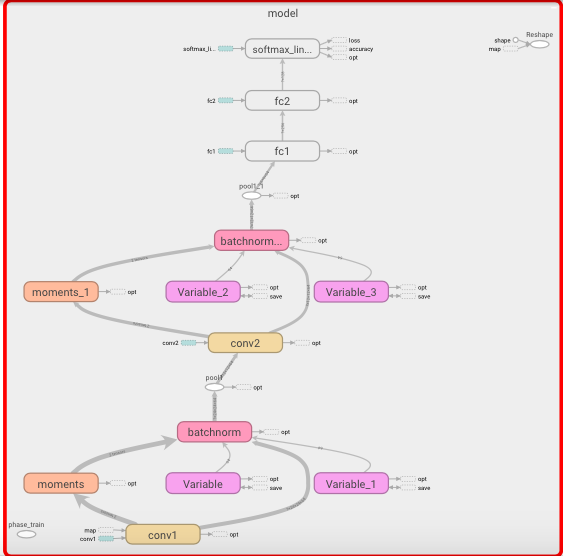 model
shape
map
Reshape
softmax_li...
softmax_lin...
loss
accuracy
opt
fc2
fc2
opt
fc1
fc1
opt
pool1_1
opt
batchnorm...
opt
moments_1
opt
Variable_2
opt
save
Variable_3
opt
save
conv2
conv2
opt
pool1
opt
batchnorm
opt
moments
opt
Variable
opt
save
Variable_1
opt
save
phase_train
map
conv1
conv1
opt